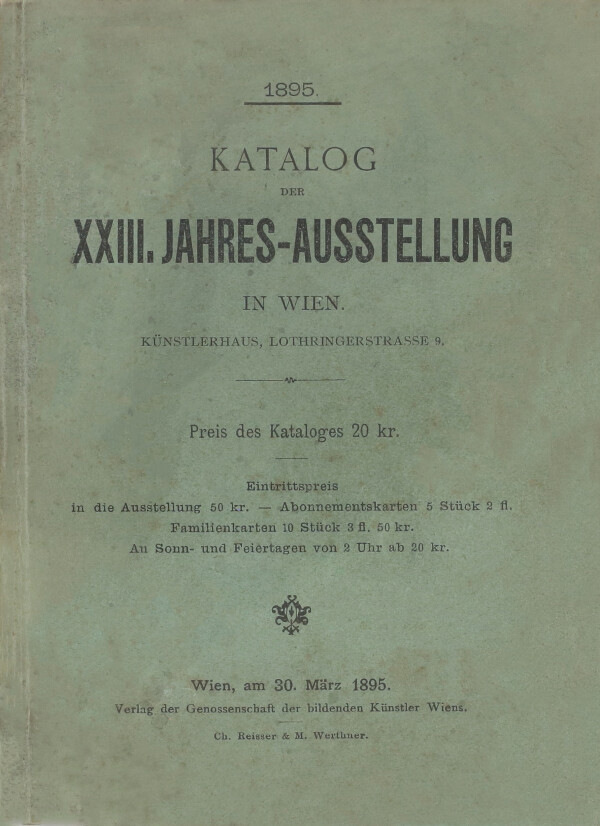 1895.
KATALOG
DER
XXIII. JAHRES-AUSSTELLUNG
IN WIEN.
KÜNSTLERHAUS, LOTHRINGERSTRASSE 9.
Preis des Kataloges 20 kr.
Eintrittspreis
in die Ausstellung 50 kr. — Abonnementskarten 5 Stück 2 fl.
Familienkarten 10 Stück 3 fl. 50 kr.
An Sonn- und Feiertagen von 2 Uhr ab 20 kr.
Wien, am 30. März 1895.
Verlag der Genossenschaft der bildenden Künstler Wiens.
Ch. Reisser & M. Werthner.